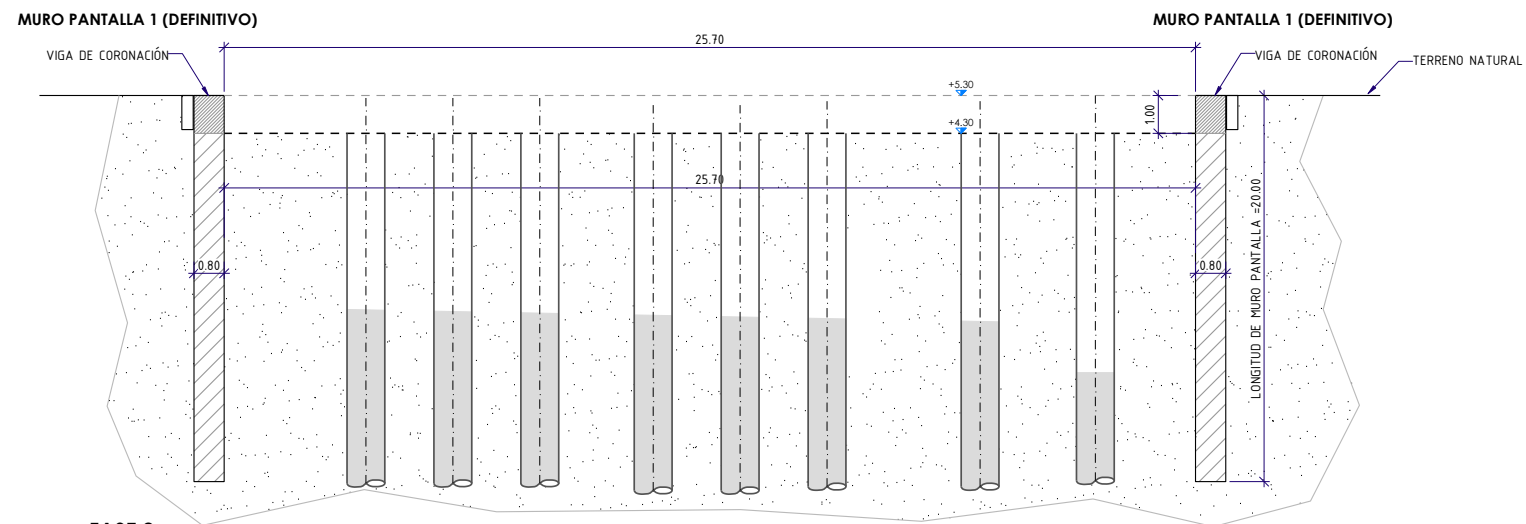 MURO PANTALLA 1 (DEFINITIVO)
MURO PANTALLA 1 (DEFINITIVO)
VIGA DE CORONACIÓN
25.70
VIGA DE CORONACIÓN
TERRENO NATURAL
+5.30
1.00
+4.30
25.70
LONGITUD DE MURO PANTALLA =20.00
0.80
0.80